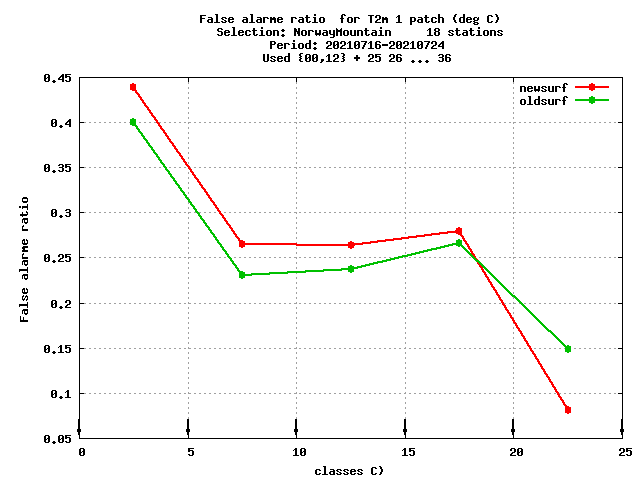 False alarme ratio  for T2m 1 patch (deg C)
Selection: NorwayMountain     18 stations
Period: 20210716-20210724
Used {00,12} + 25 26 ... 36
newsurf
oldsurf
0.45
0.4
0.35
0.3
0.25
0.2
0.15
0.1
0.05
False alarme ratio
0 5 10 15 20 25
classes C)